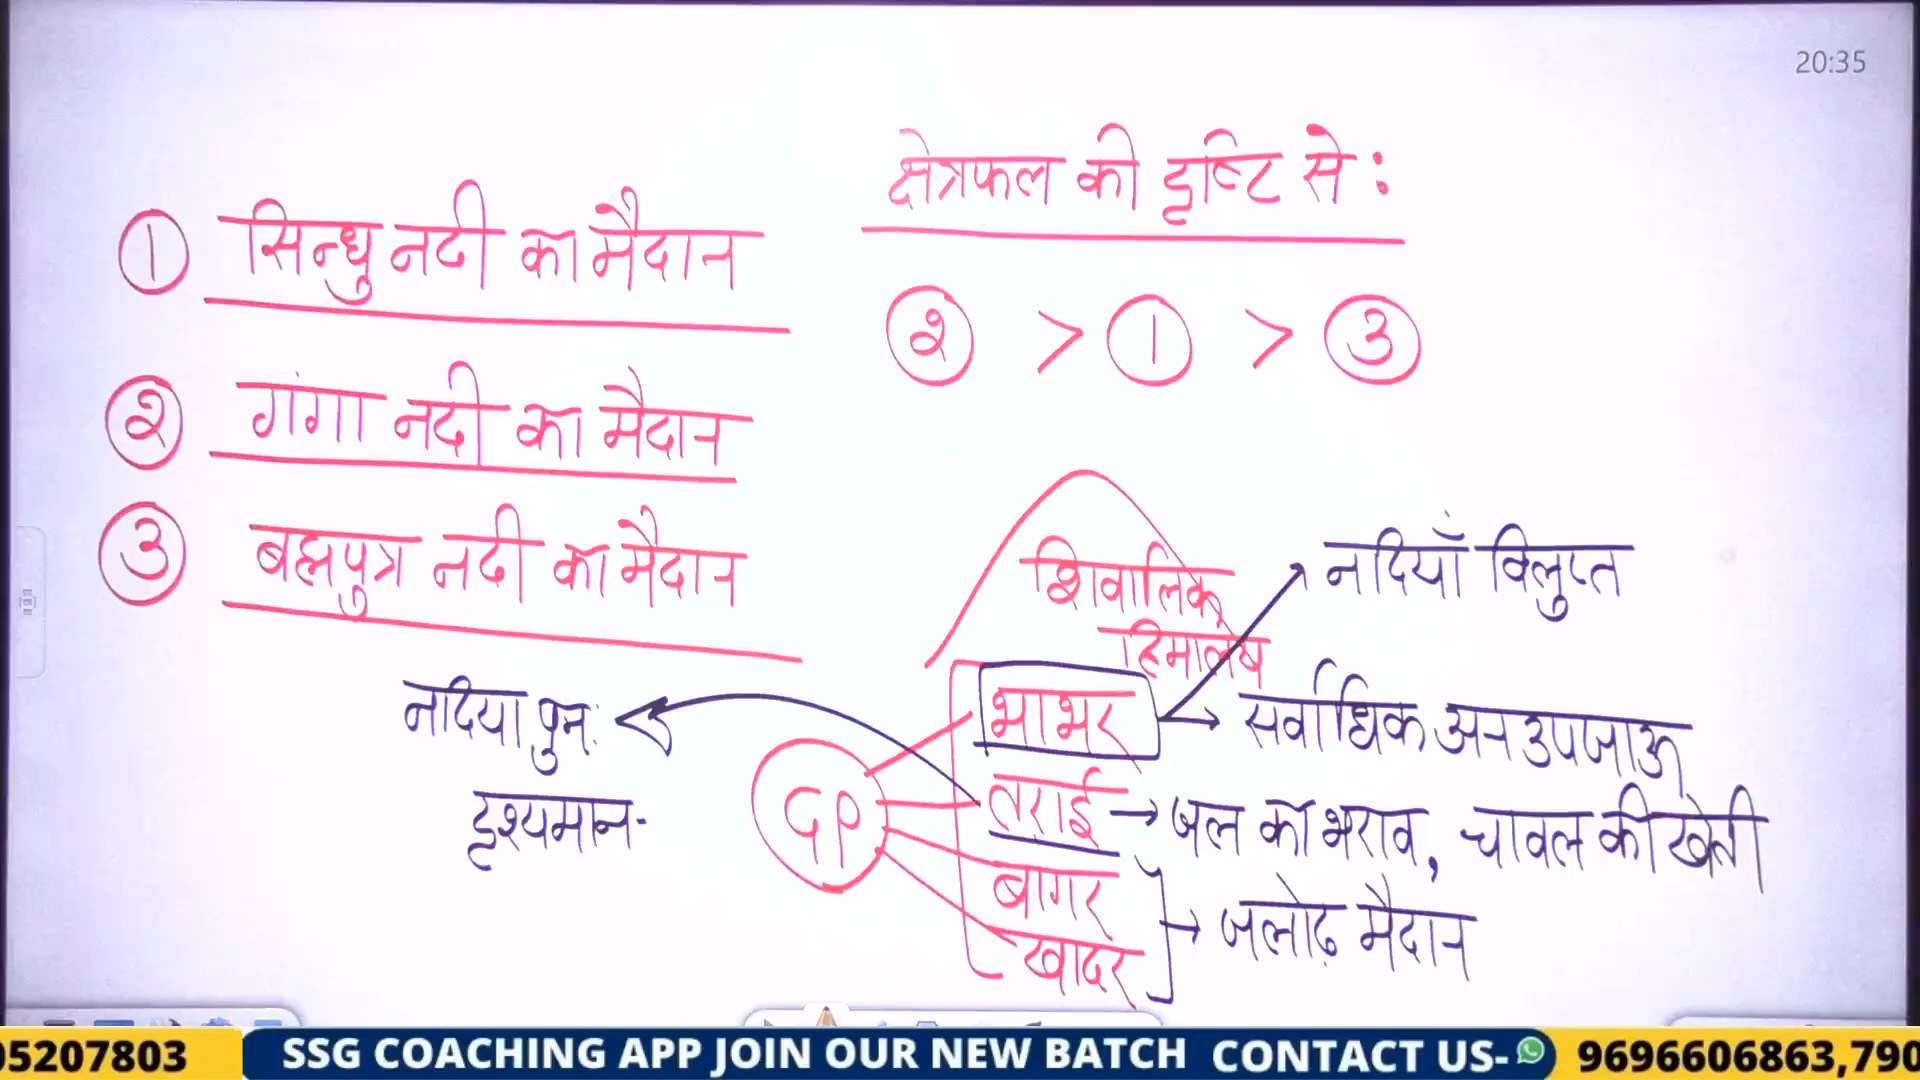 20:35
क्षेत्रफल की दृष्टि से :
① सिन्धु नदी का मैदान
② > ① > ③
② गंगा नदी का मैदान
③ ब्रह्मपुत्र नदी का मैदान
शिवालिक
हिमालय
नदियाँ विलुप्त
नदिया पुनः
दृश्यमान-
GP
भाभर → सर्वाधिक अनउपजाऊ
तराई → जल का भराव, चावल की खेती
बागर
खादर
→ जलोढ़ मैदान
05207803 SSG COACHING APP JOIN OUR NEW BATCH CONTACT US- 9696606863,790